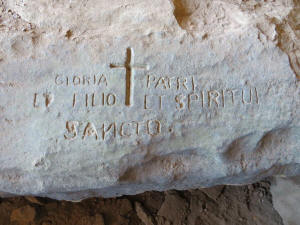 GLORIA PATRI
ET FILIO ET SPIRITUI
SANCTO